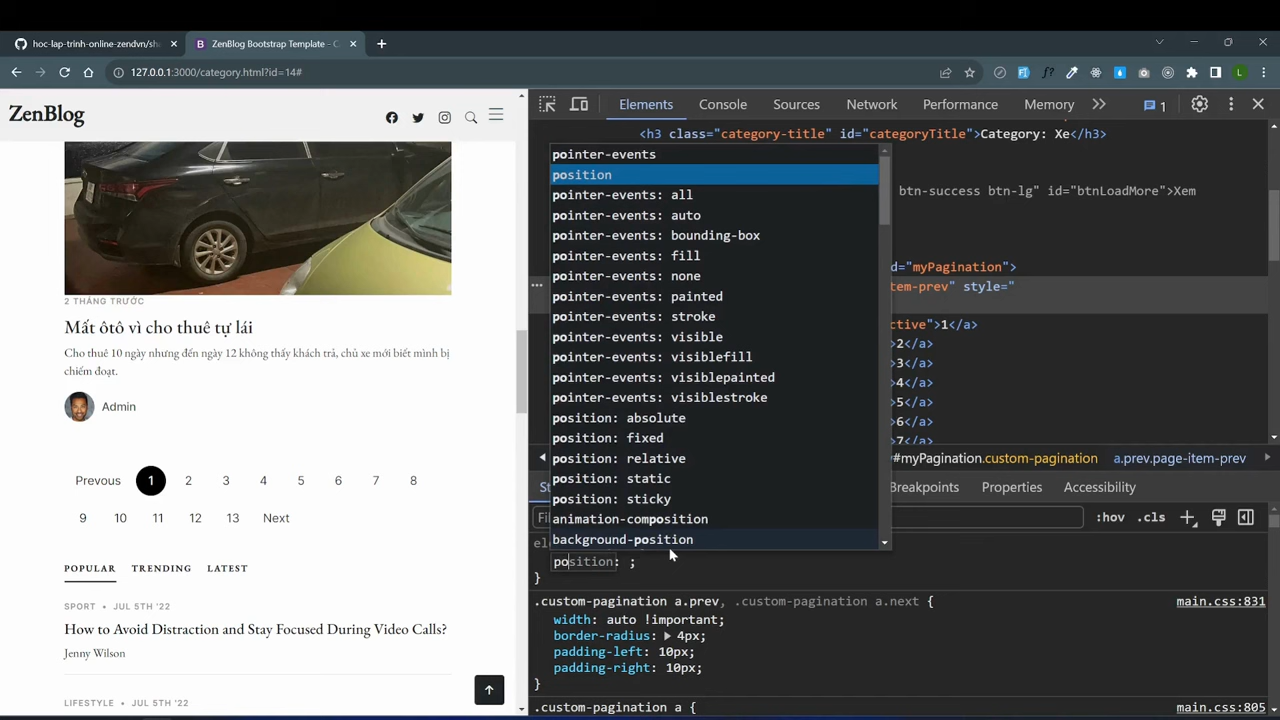 hoc-lap-trinh-online-zendvn/sha
ZenBlog Bootstrap Template - C
127.0.0.1:3000/category.html?id=14#
L
ZenBlog
2 THÁNG TRƯỚC
Mất ôtô vì cho thuê tự lái
Cho thuê 10 ngày nhưng đến ngày 12 không thấy khách trả, chủ xe mới biết mình bị
chiếm đoạt.
Admin
Prevous 1 2 3 4 5 6 7 8
9 10 11 12 13 Next
POPULAR TRENDING LATEST
SPORT • JUL 5TH '22
How to Avoid Distraction and Stay Focused During Video Calls?
Jenny Wilson
LIFESTYLE • JUL 5TH '22
Elements Console Sources Network Performance Memory 1
<h3 class="category-title" id="categoryTitle">Category: Xe</h3>
btn-success btn-lg" id="btnLoadMore">Xem
d="myPagination">
tem-prev" style="
ctive">1</a>
>2</a>
>3</a>
>4</a>
>5</a>
>6</a>
>7</a>
y#myPagination.custom-pagination a.prev.page-item-prev
Breakpoints Properties Accessibility
:hov .cls
pointer-events
position
pointer-events: all
pointer-events: auto
pointer-events: bounding-box
pointer-events: fill
pointer-events: none
pointer-events: painted
pointer-events: stroke
pointer-events: visible
pointer-events: visiblefill
pointer-events: visiblepainted
pointer-events: visiblestroke
position: absolute
position: fixed
position: relative
position: static
position: sticky
animation-composition
background-position
position: ;
}
.custom-pagination a.prev, .custom-pagination a.next { main.css:831
width: auto !important;
border-radius: 4px;
padding-left: 10px;
padding-right: 10px;
}
.custom-pagination a { main.css:805